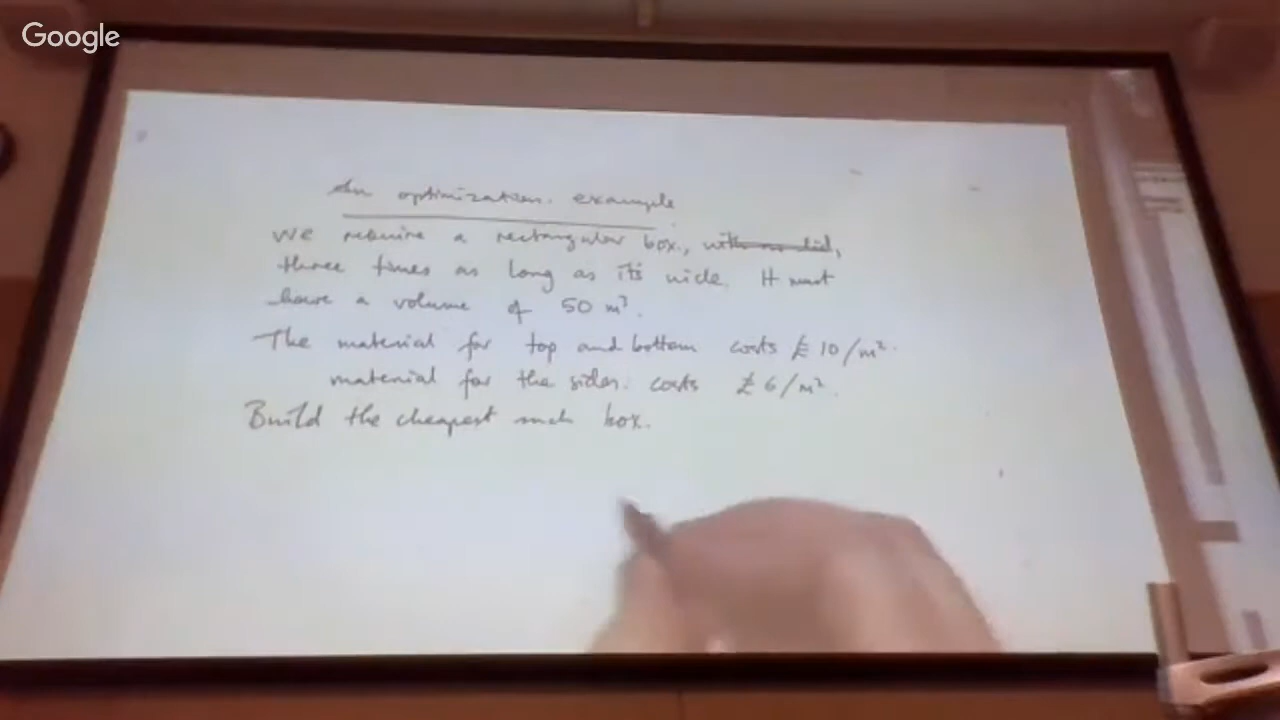 Google
An optimization example
We require a rectangular box, with no lid,
three times as long as its wide. It must
have a volume of 50 m³.
The material for top and bottom costs £10/m².
material for the sides costs £6/m².
Build the cheapest such box.